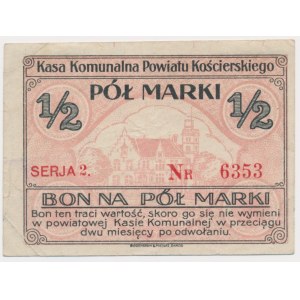 Kasa Komunalna Powiatu Kościerskiego
PÓŁ MARKI
1/2 1/2
SERJA 2. Nr 6353
BON NA PÓŁ MARKI
Bon ten traci wartość, skoro go się nie wymieni
w powiatowej Kasie Komunalnej w przeciągu
dwu miesięcy po odwołaniu.